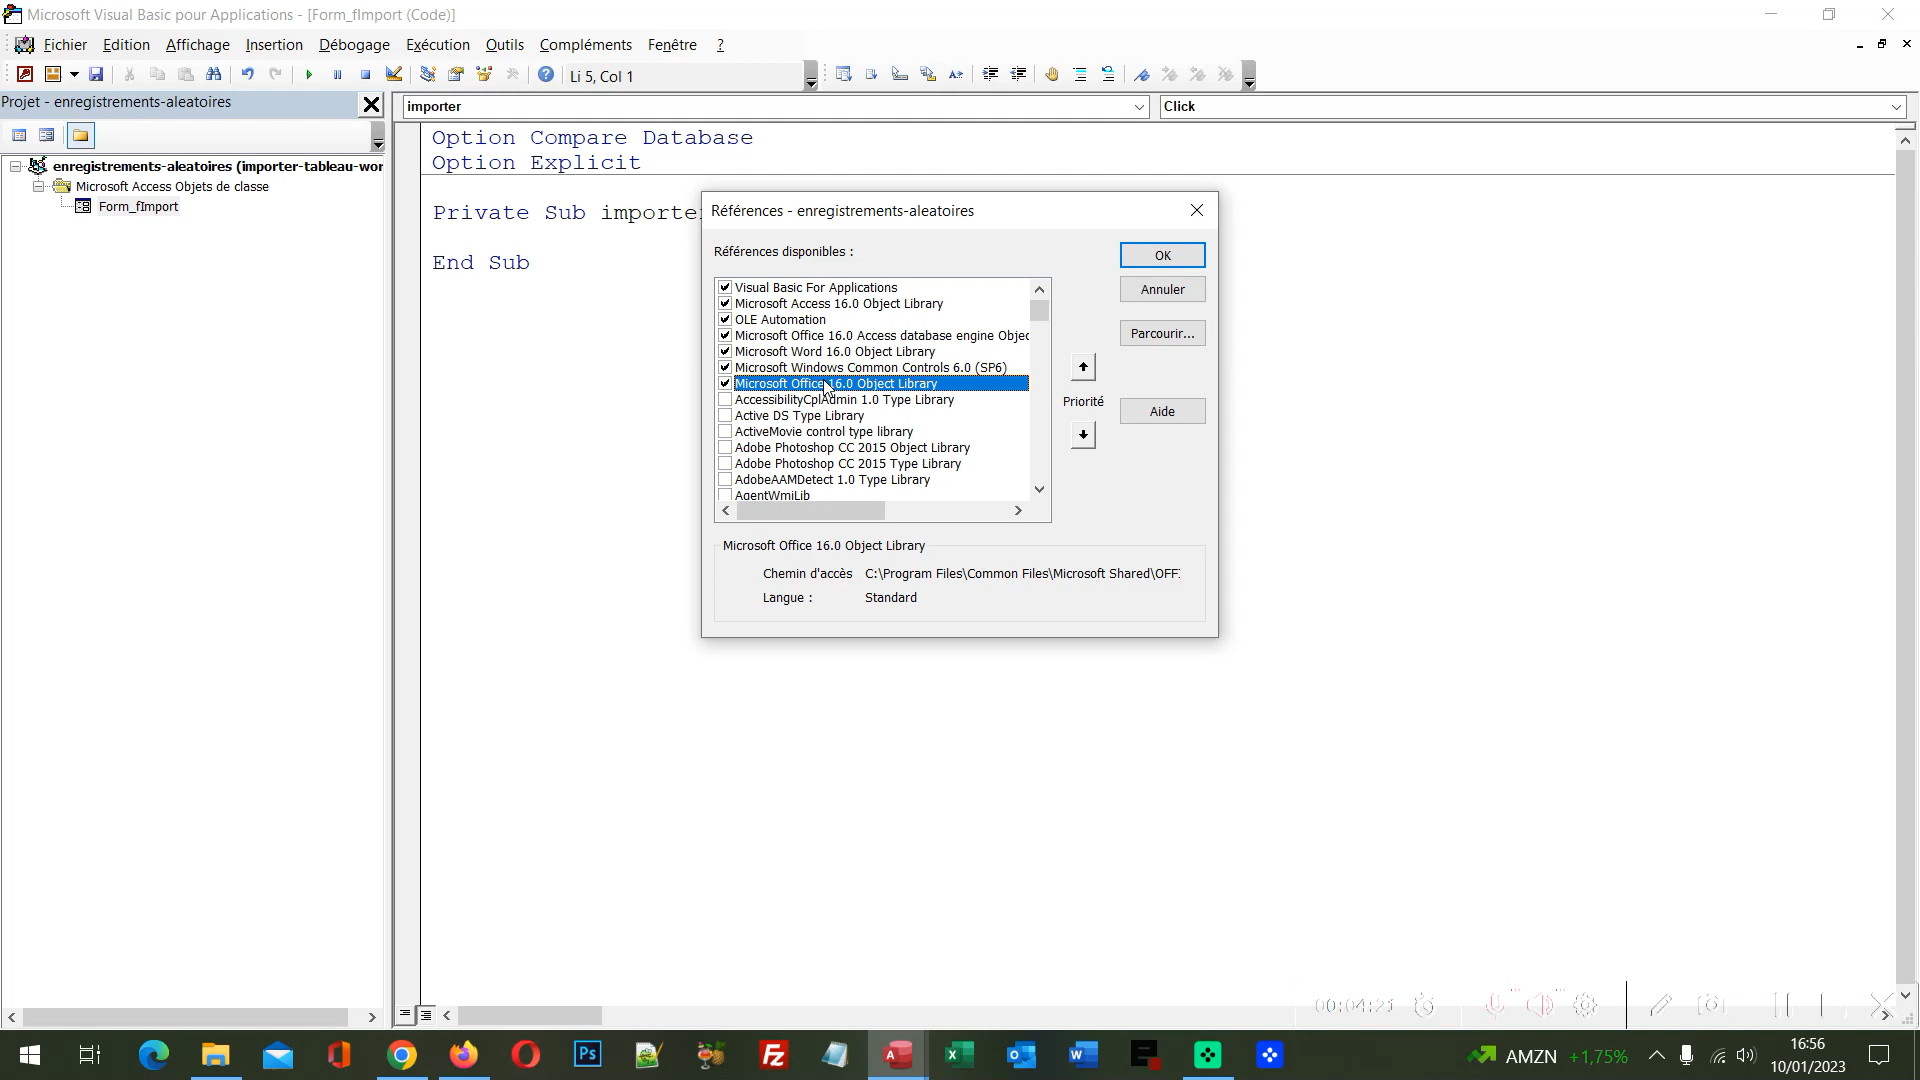 Microsoft Visual Basic pour Applications - [Form_fImport (Code)]
Fichier Edition Affichage Insertion Débogage Exécution Outils Compléments Fenêtre ?
Li 5, Col 1
Projet - enregistrements-aleatoires
importer
Click
enregistrements-aleatoires (importer-tableau-wor
Microsoft Access Objets de classe
Form_fImport
Option Compare Database
Option Explicit
Private Sub importer
End Sub
Références - enregistrements-aleatoires
Références disponibles :
Visual Basic For Applications
Microsoft Access 16.0 Object Library
OLE Automation
Microsoft Office 16.0 Access database engine Objec
Microsoft Word 16.0 Object Library
Microsoft Windows Common Controls 6.0 (SP6)
Microsoft Office 16.0 Object Library
AccessibilityCplAdmin 1.0 Type Library
Active DS Type Library
ActiveMovie control type library
Adobe Photoshop CC 2015 Object Library
Adobe Photoshop CC 2015 Type Library
AdobeAAMDetect 1.0 Type Library
AgentWmiLib
OK
Annuler
Parcourir...
Priorité
Aide
Microsoft Office 16.0 Object Library
Chemin d'accès C:\Program Files\Common Files\Microsoft Shared\OFF
Langue : Standard
00:04:21
AMZN +1,75%
16:56
10/01/2023